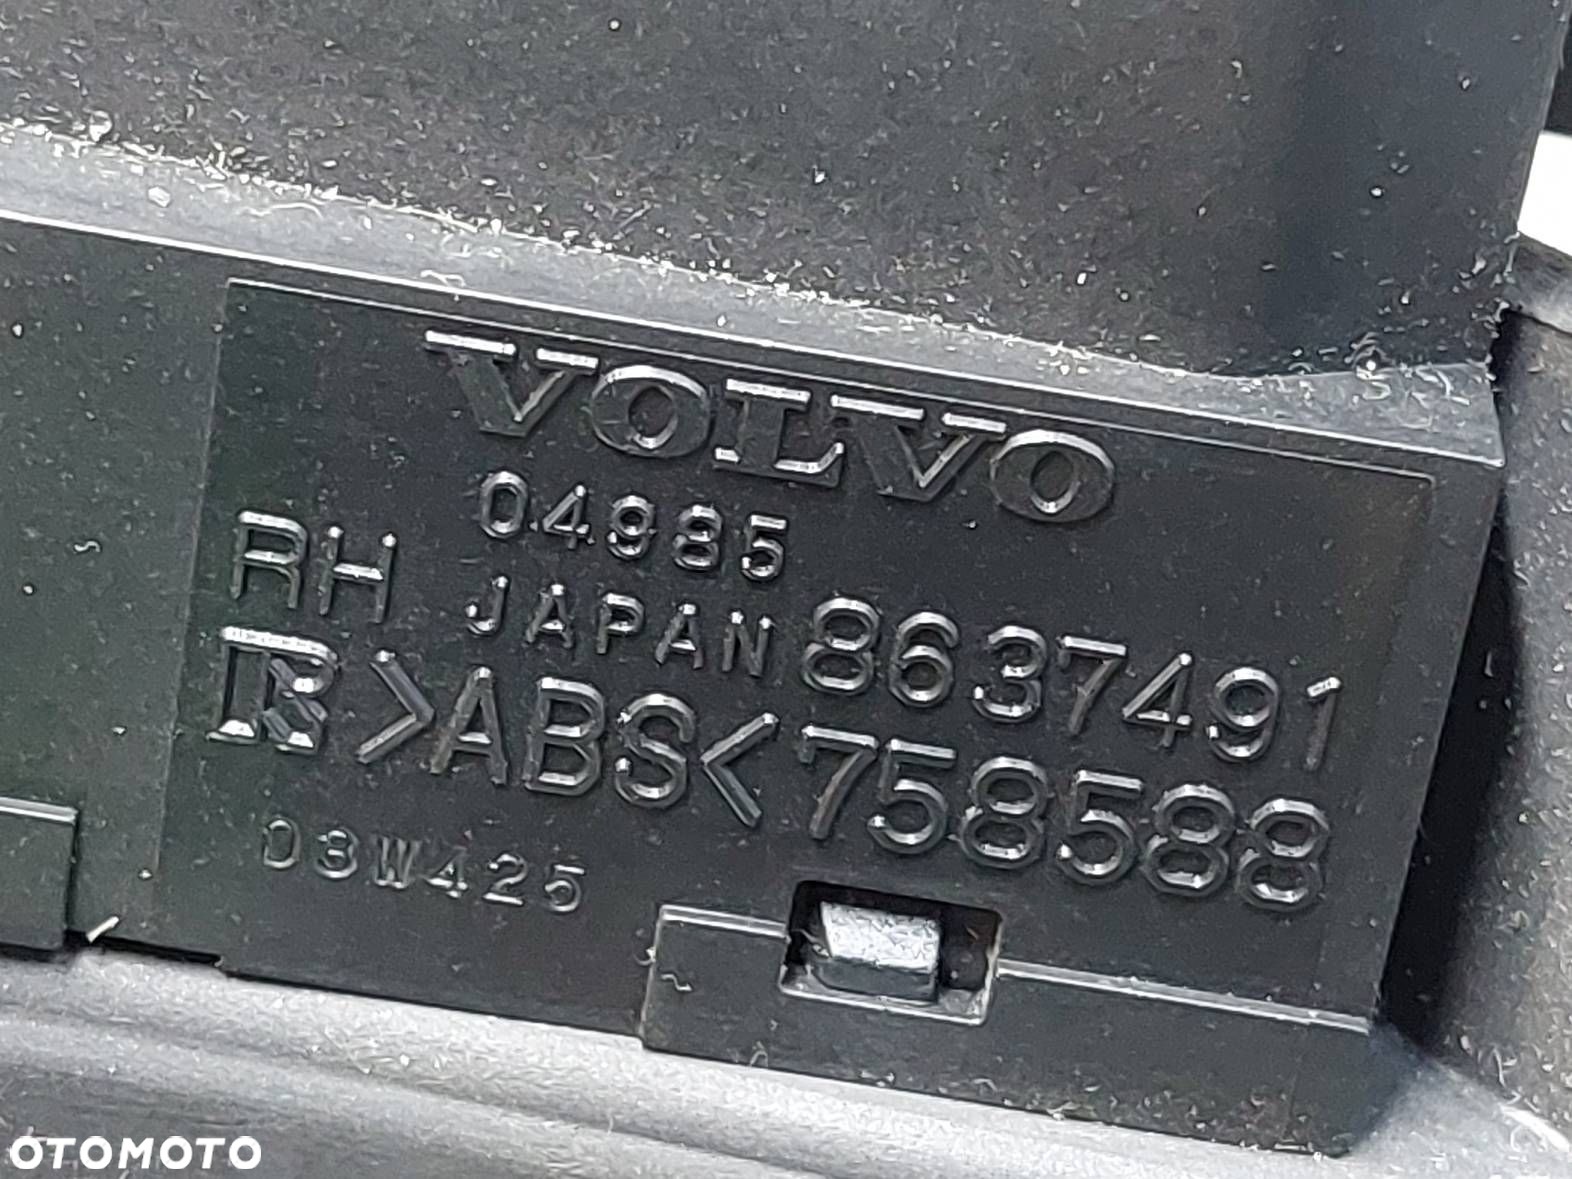 VOLVO
04985
RH JAPAN 8637491
R >ABS< 758588
03W425
OTOMOTO